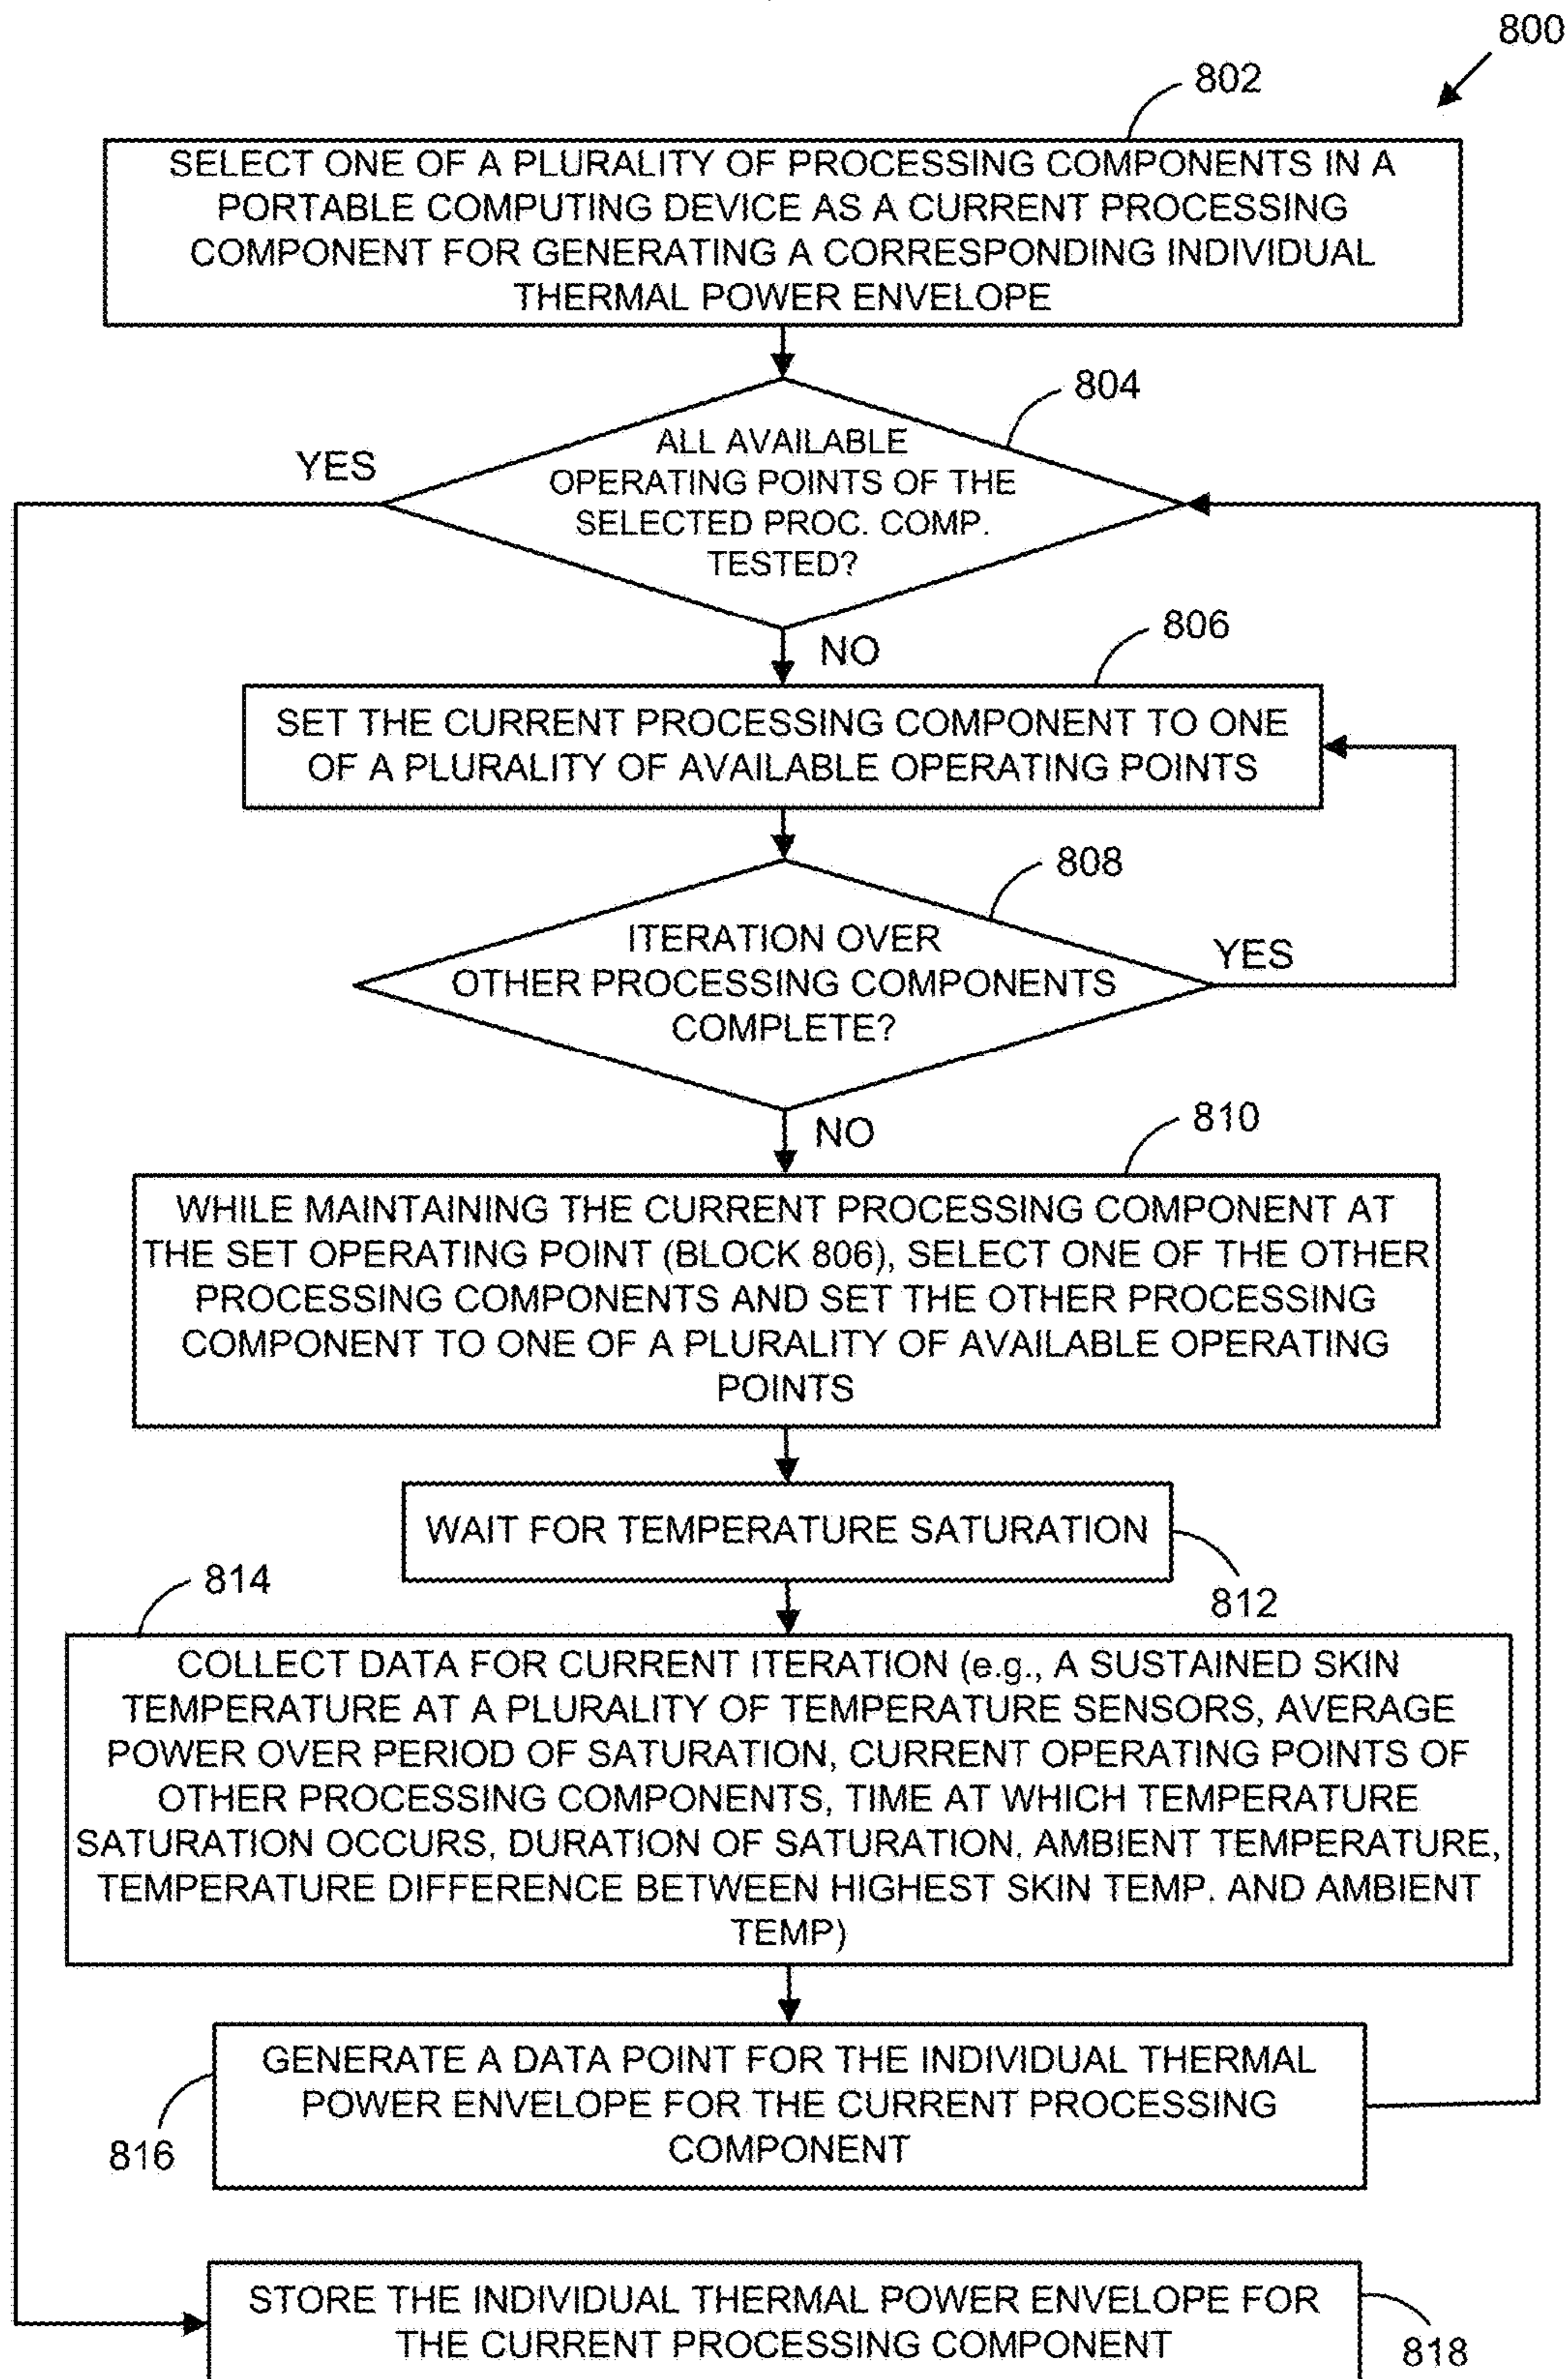 800
802
SELECT ONE OF A PLURALITY OF PROCESSING COMPONENTS IN A
PORTABLE COMPUTING DEVICE AS A CURRENT PROCESSING
COMPONENT FOR GENERATING A CORRESPONDING INDIVIDUAL
THERMAL POWER ENVELOPE
804
YES
ALL AVAILABLE
OPERATING POINTS OF THE
SELECTED PROC. COMP.
TESTED?
NO
806
SET THE CURRENT PROCESSING COMPONENT TO ONE
OF A PLURALITY OF AVAILABLE OPERATING POINTS
808
ITERATION OVER
OTHER PROCESSING COMPONENTS
COMPLETE?
YES
NO
810
WHILE MAINTAINING THE CURRENT PROCESSING COMPONENT AT
THE SET OPERATING POINT (BLOCK 806), SELECT ONE OF THE OTHER
PROCESSING COMPONENTS AND SET THE OTHER PROCESSING
COMPONENT TO ONE OF A PLURALITY OF AVAILABLE OPERATING
POINTS
WAIT FOR TEMPERATURE SATURATION
812
814
COLLECT DATA FOR CURRENT ITERATION (e.g., A SUSTAINED SKIN
TEMPERATURE AT A PLURALITY OF TEMPERATURE SENSORS, AVERAGE
POWER OVER PERIOD OF SATURATION, CURRENT OPERATING POINTS OF
OTHER PROCESSING COMPONENTS, TIME AT WHICH TEMPERATURE
SATURATION OCCURS, DURATION OF SATURATION, AMBIENT TEMPERATURE,
TEMPERATURE DIFFERENCE BETWEEN HIGHEST SKIN TEMP. AND AMBIENT
TEMP)
GENERATE A DATA POINT FOR THE INDIVIDUAL THERMAL
POWER ENVELOPE FOR THE CURRENT PROCESSING
COMPONENT
816
STORE THE INDIVIDUAL THERMAL POWER ENVELOPE FOR
THE CURRENT PROCESSING COMPONENT
818